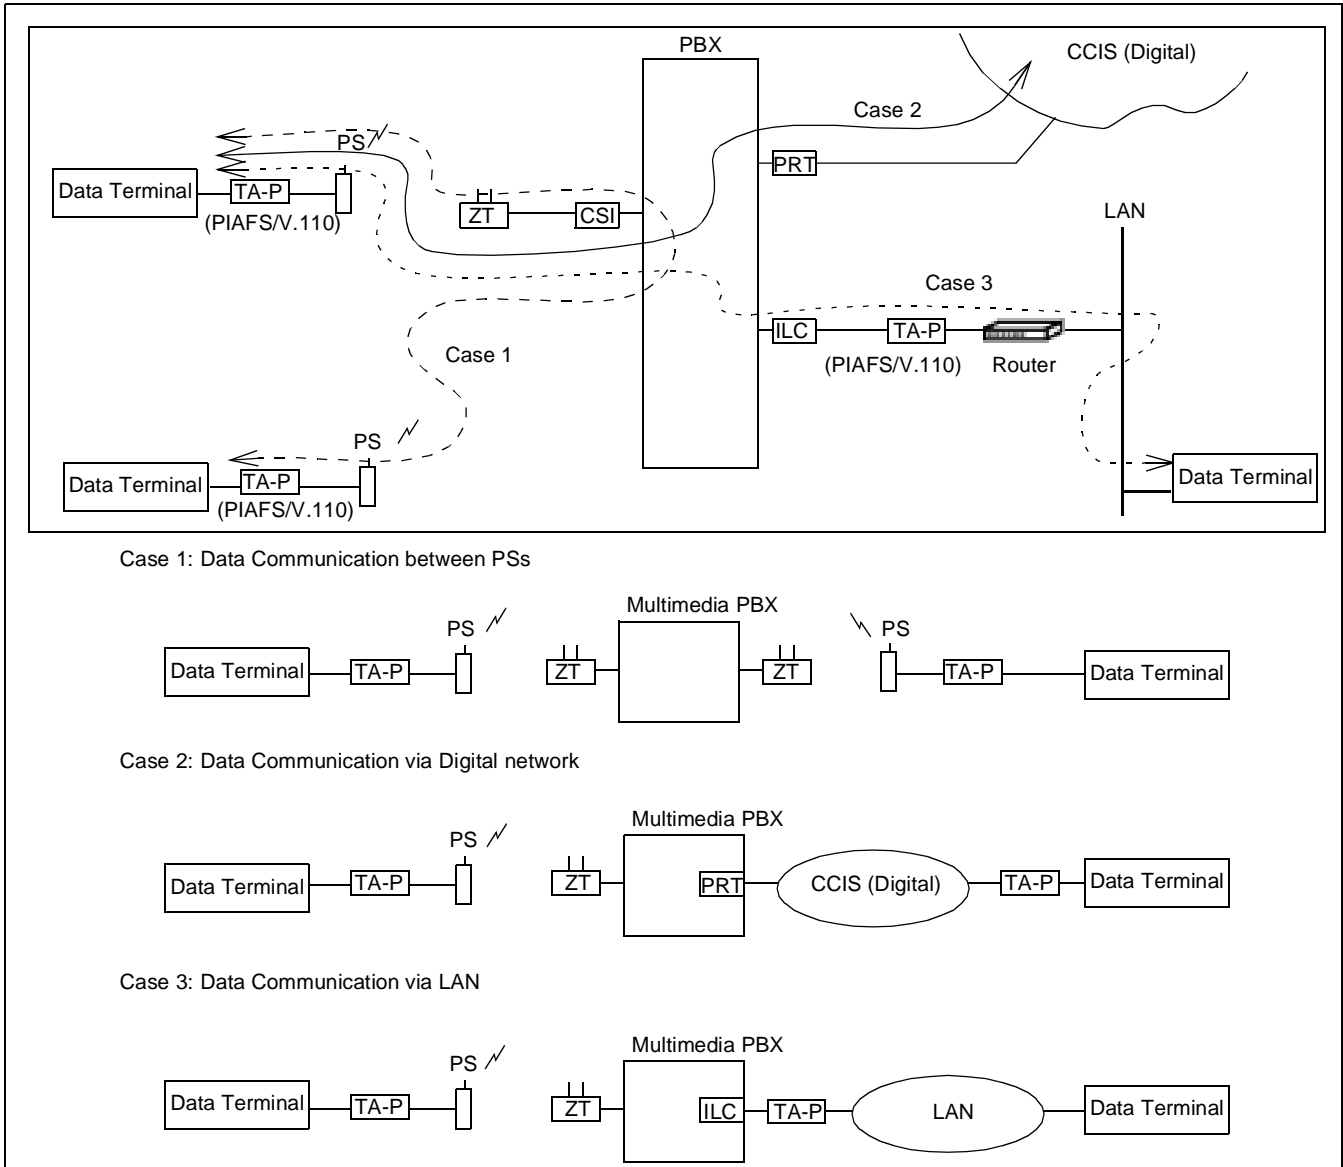 PBX
CCIS (Digital)
Case 2
PS
PRT
Data Terminal
TA-P
(PIAFS/V.110)
ZT
CSI
LAN
Case 3
ILC
TA-P
(PIAFS/V.110)
Router
Case 1
PS
Data Terminal
TA-P
(PIAFS/V.110)
Data Terminal
Case 1: Data Communication between PSs
Multimedia PBX
PS
PS
Data Terminal
TA-P
ZT
ZT
TA-P
Data Terminal
Case 2: Data Communication via Digital network
Multimedia PBX
PS
Data Terminal
TA-P
ZT
PRT
CCIS (Digital)
TA-P
Data Terminal
Case 3: Data Communication via LAN
Multimedia PBX
PS
Data Terminal
TA-P
ZT
ILC
TA-P
LAN
Data Terminal